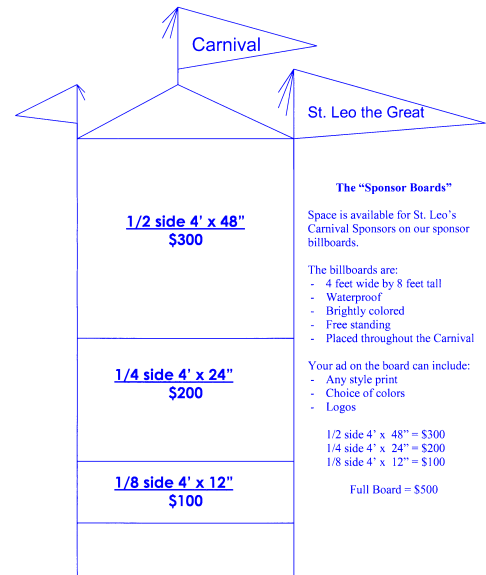 Carnival
St. Leo the Great
1/2 side 4' x 48"
$300
1/4 side 4' x 24"
$200
1/8 side 4' x 12"
$100
The “Sponsor Boards”
Space is available for St. Leo’s
Carnival Sponsors on our sponsor
billboards.
The billboards are:
- 4 feet wide by 8 feet tall
- Waterproof
- Brightly colored
- Free standing
- Placed throughout the Carnival
Your ad on the board can include:
- Any style print
- Choice of colors
- Logos
1/2 side 4’ x 48” = $300
1/4 side 4’ x 24” = $200
1/8 side 4’ x 12” = $100
Full Board = $500